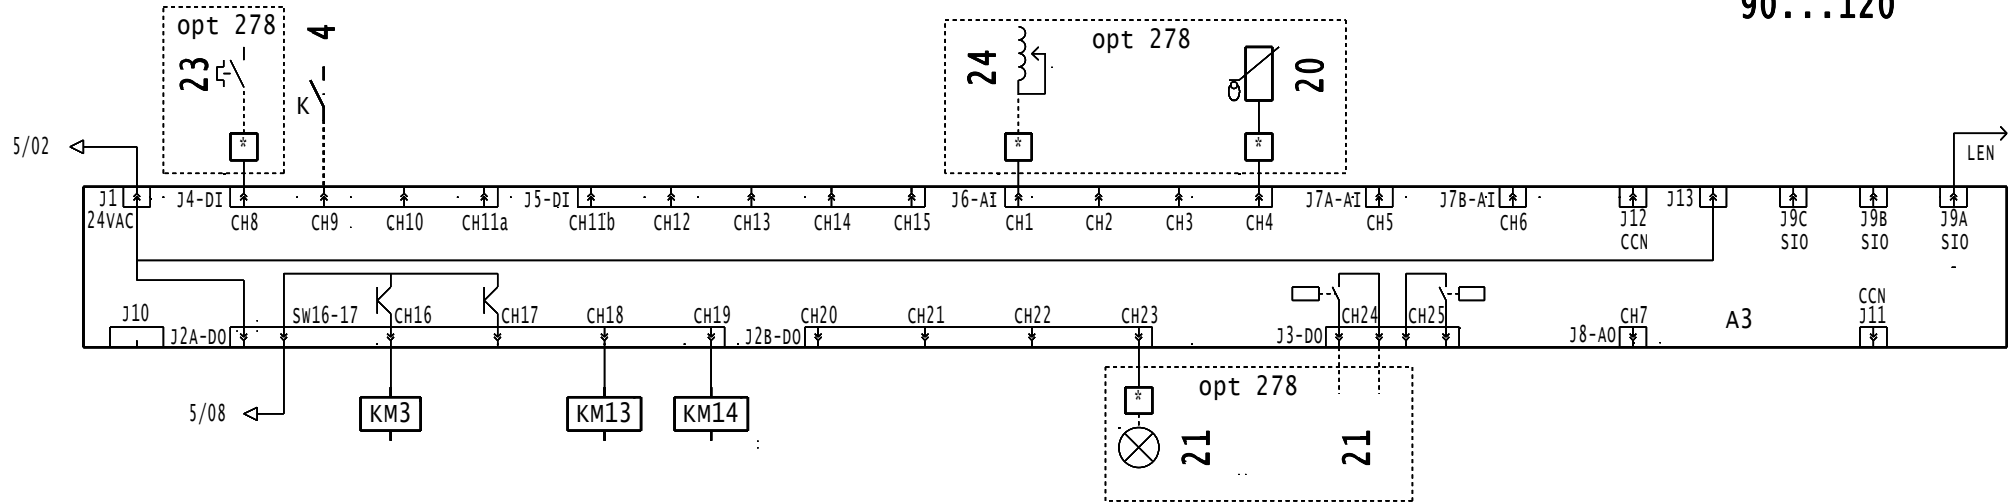 90...120
opt 278
4
opt 278
23
24
20
K
*
*
*
5/02
LEN
J1
J4-DI
J5-DI
J6-AI
J7A-AI
J7B-AI
J13
24VAC
CH8
CH9
CH10
CH11a
CH11b
CH12
CH13
CH14
CH15
CH1
CH2
CH3
CH4
CH5
CH6
J12
CCN
J9C
SIO
J9B
SIO
J9A
SIO
J10
J2A-DO
SW16-17
CH16
CH17
CH18
CH19
J2B-DO
CH20
CH21
CH22
CH23
J3-DO
CH24
CH25
J8-AO
CH7
A3
CCN
J11
5/08
KM3
KM13
KM14
opt 278
*
21
21